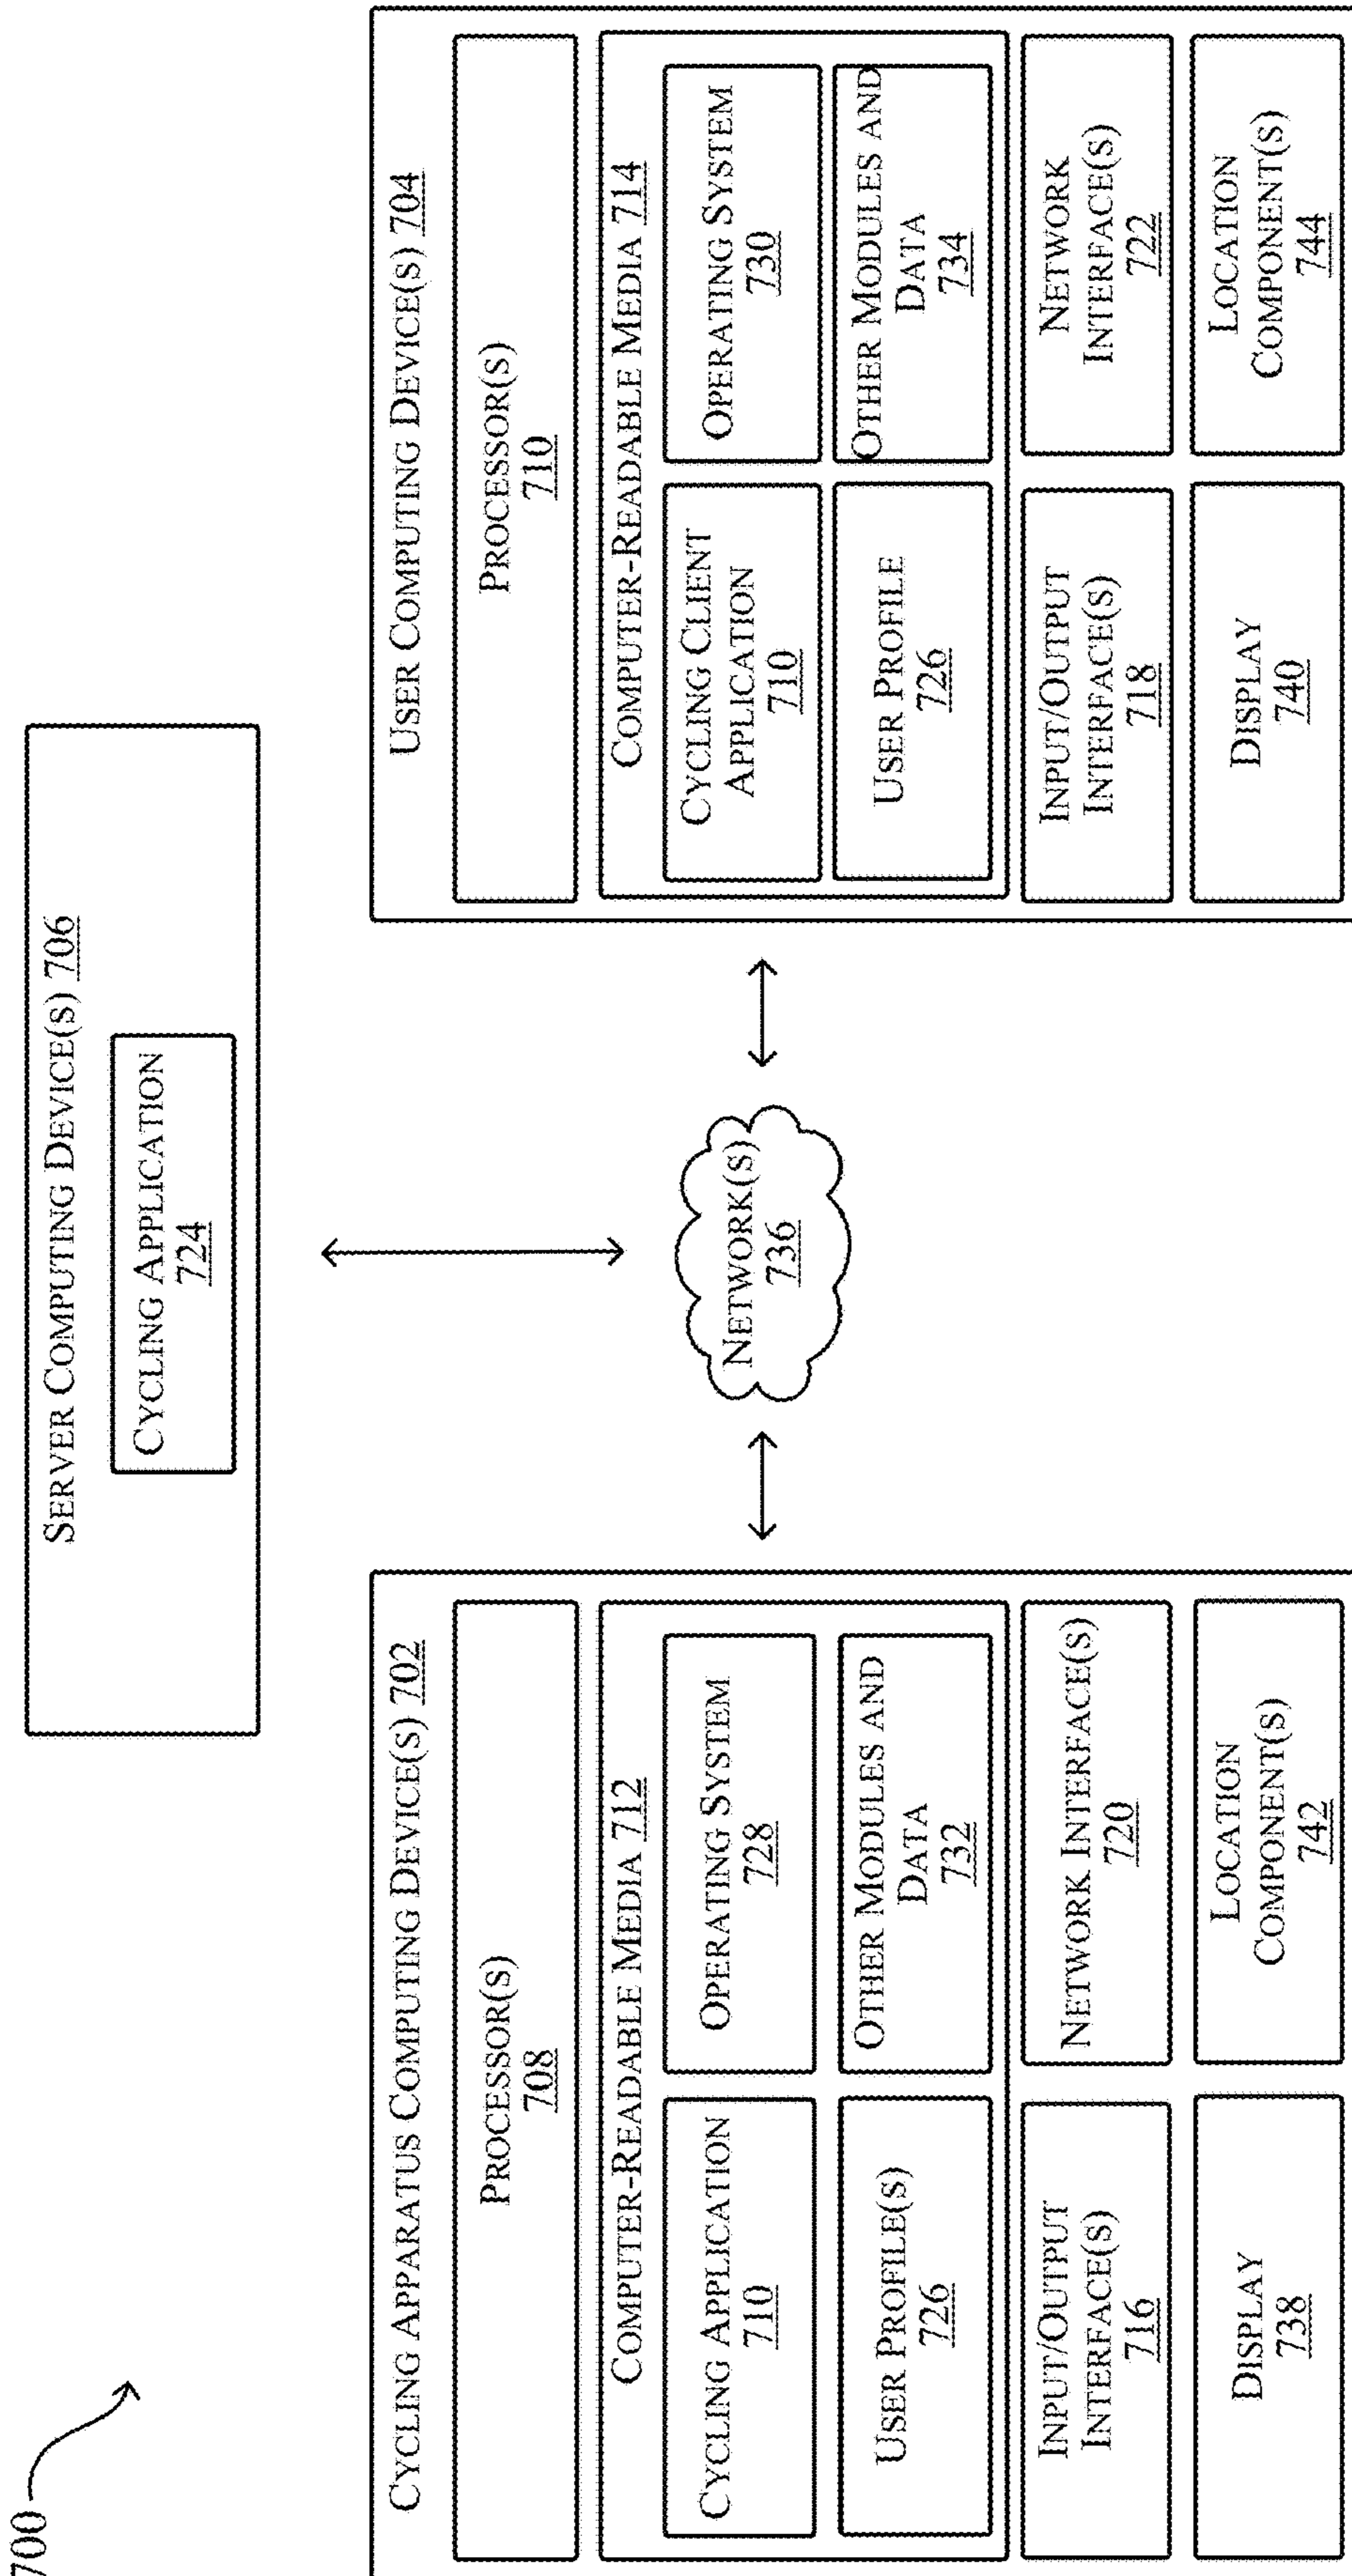 700
SERVER COMPUTING DEVICE(S) 706
CYCLING APPLICATION
724
CYCLING APPARATUS COMPUTING DEVICE(S) 702
PROCESSOR(S)
708
COMPUTER-READABLE MEDIA 712
CYCLING APPLICATION
710
OPERATING SYSTEM
728
USER PROFILE(S)
726
OTHER MODULES AND
DATA
732
INPUT/OUTPUT
INTERFACE(S)
716
NETWORK INTERFACE(S)
720
DISPLAY
738
LOCATION
COMPONENT(S)
742
NETWORK(S)
736
USER COMPUTING DEVICE(S) 704
PROCESSOR(S)
710
COMPUTER-READABLE MEDIA 714
CYCLING CLIENT
APPLICATION
710
OPERATING SYSTEM
730
USER PROFILE
726
OTHER MODULES AND
DATA
734
INPUT/OUTPUT
INTERFACE(S)
718
NETWORK
INTERFACE(S)
722
DISPLAY
740
LOCATION
COMPONENT(S)
744